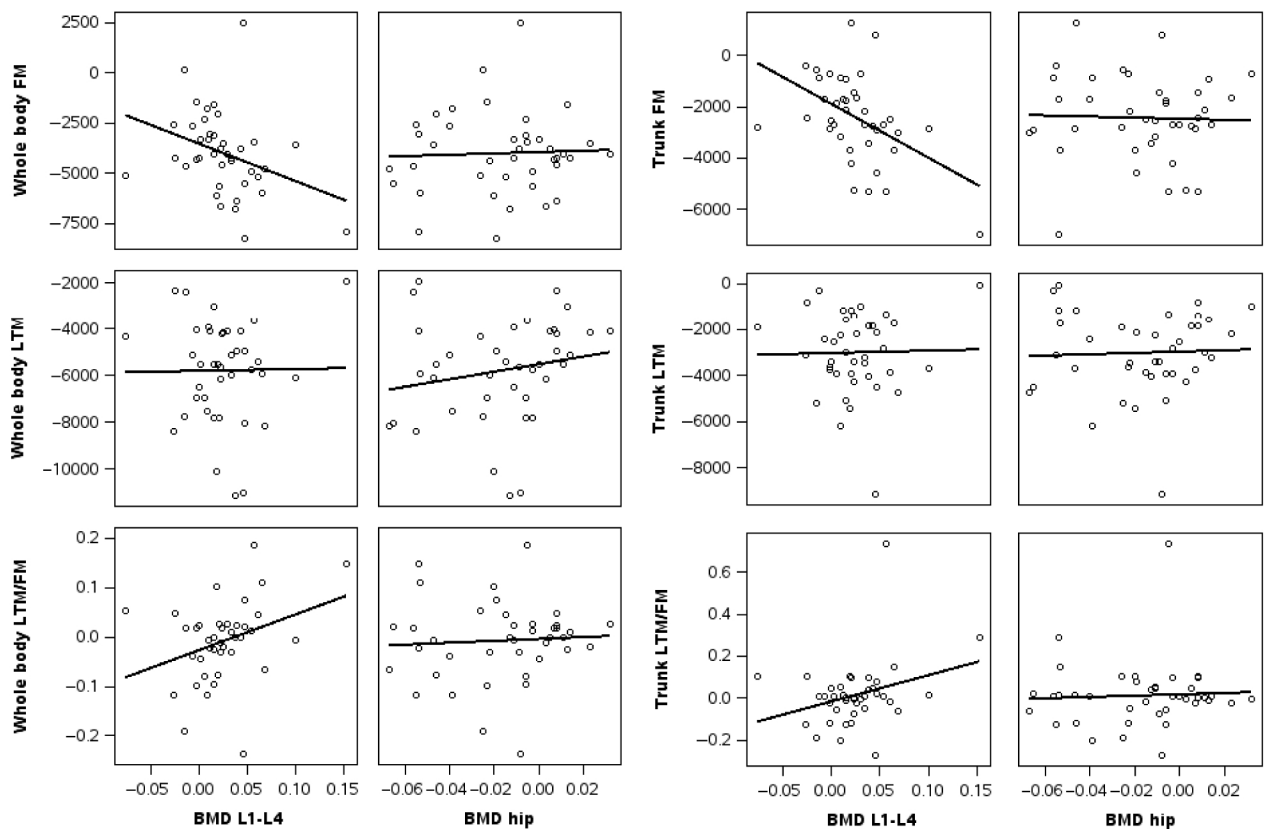 Whole body FM
2500
0
−2500
−5000
−7500
Trunk FM
0
−2000
−4000
−6000
Whole body LTM
−2000
−4000
−6000
−8000
−10000
Trunk LTM
0
−2000
−4000
−6000
−8000
Whole body LTM/FM
0.2
0.1
0.0
−0.1
−0.2
Trunk LTM/FM
0.6
0.4
0.2
0.0
−0.2
−0.05 0.00 0.05 0.10 0.15
BMD L1–L4
−0.06 −0.04 −0.02 0.00 0.02
BMD hip
−0.05 0.00 0.05 0.10 0.15
BMD L1–L4
−0.06 −0.04 −0.02 0.00 0.02
BMD hip